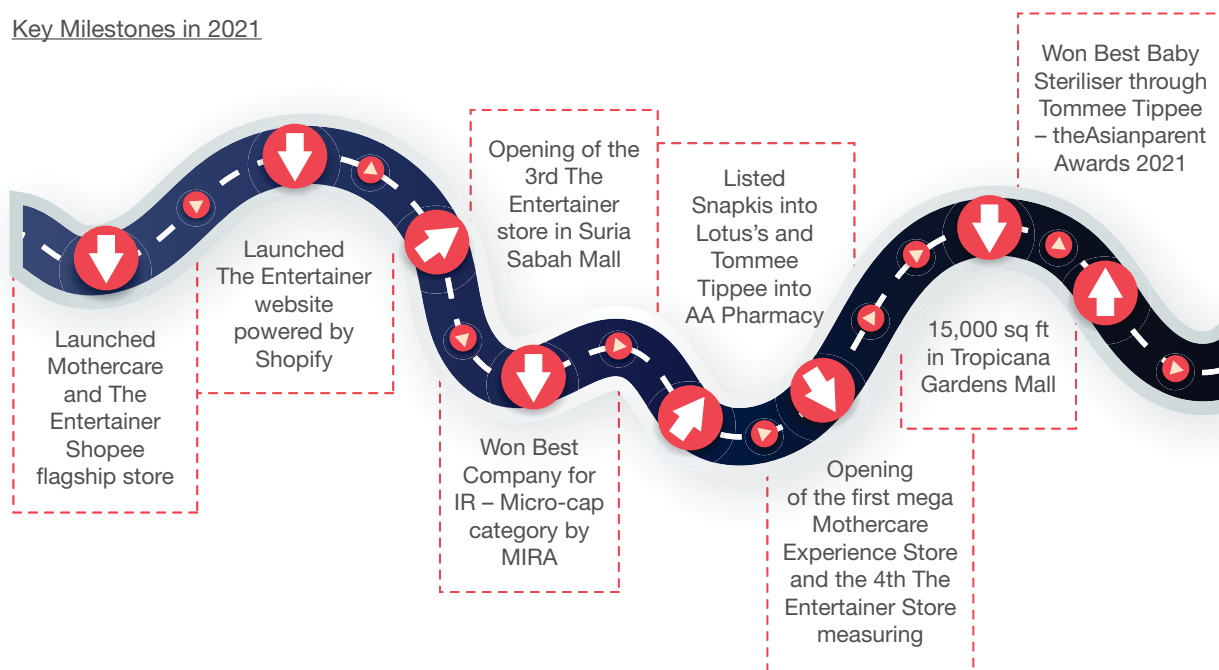 Key Milestones in 2021
Launched
Mothercare
and The
Entertainer
Shopee
flagship store
Launched
The Entertainer
website
powered by
Shopify
Opening of the
3rd The
Entertainer
store in Suria
Sabah Mall
Won Best
Company for
IR – Micro-cap
category by
MIRA
Listed
Snapkis into
Lotus’s and
Tommee
Tippee into
AA Pharmacy
Opening
of the first mega
Mothercare
Experience Store
and the 4th The
Entertainer Store
measuring
15,000 sq ft
in Tropicana
Gardens Mall
Won Best Baby
Steriliser through
Tommee Tippee
– theAsianparent
Awards 2021